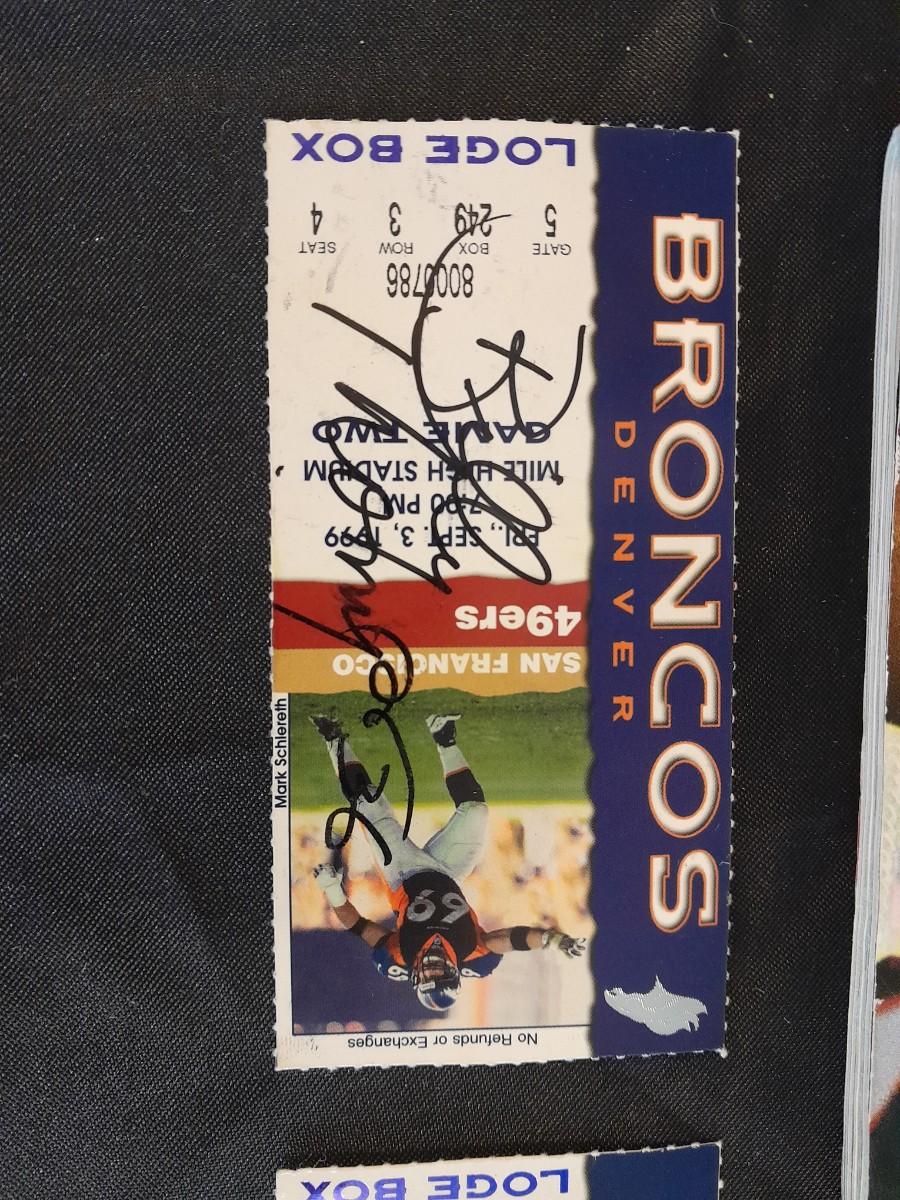 No Refunds or Exchanges
Mark Schlereth
SAN FRANCISCO
49ers
FRI., SEPT. 3, 1999
7:00 PM
MILE HIGH STADIUM
GAME TWO
8000786
GATE BOX ROW SEAT
5 249 3 4
LOGE BOX
DENVER
BRONCOS
69
LOGE BOX